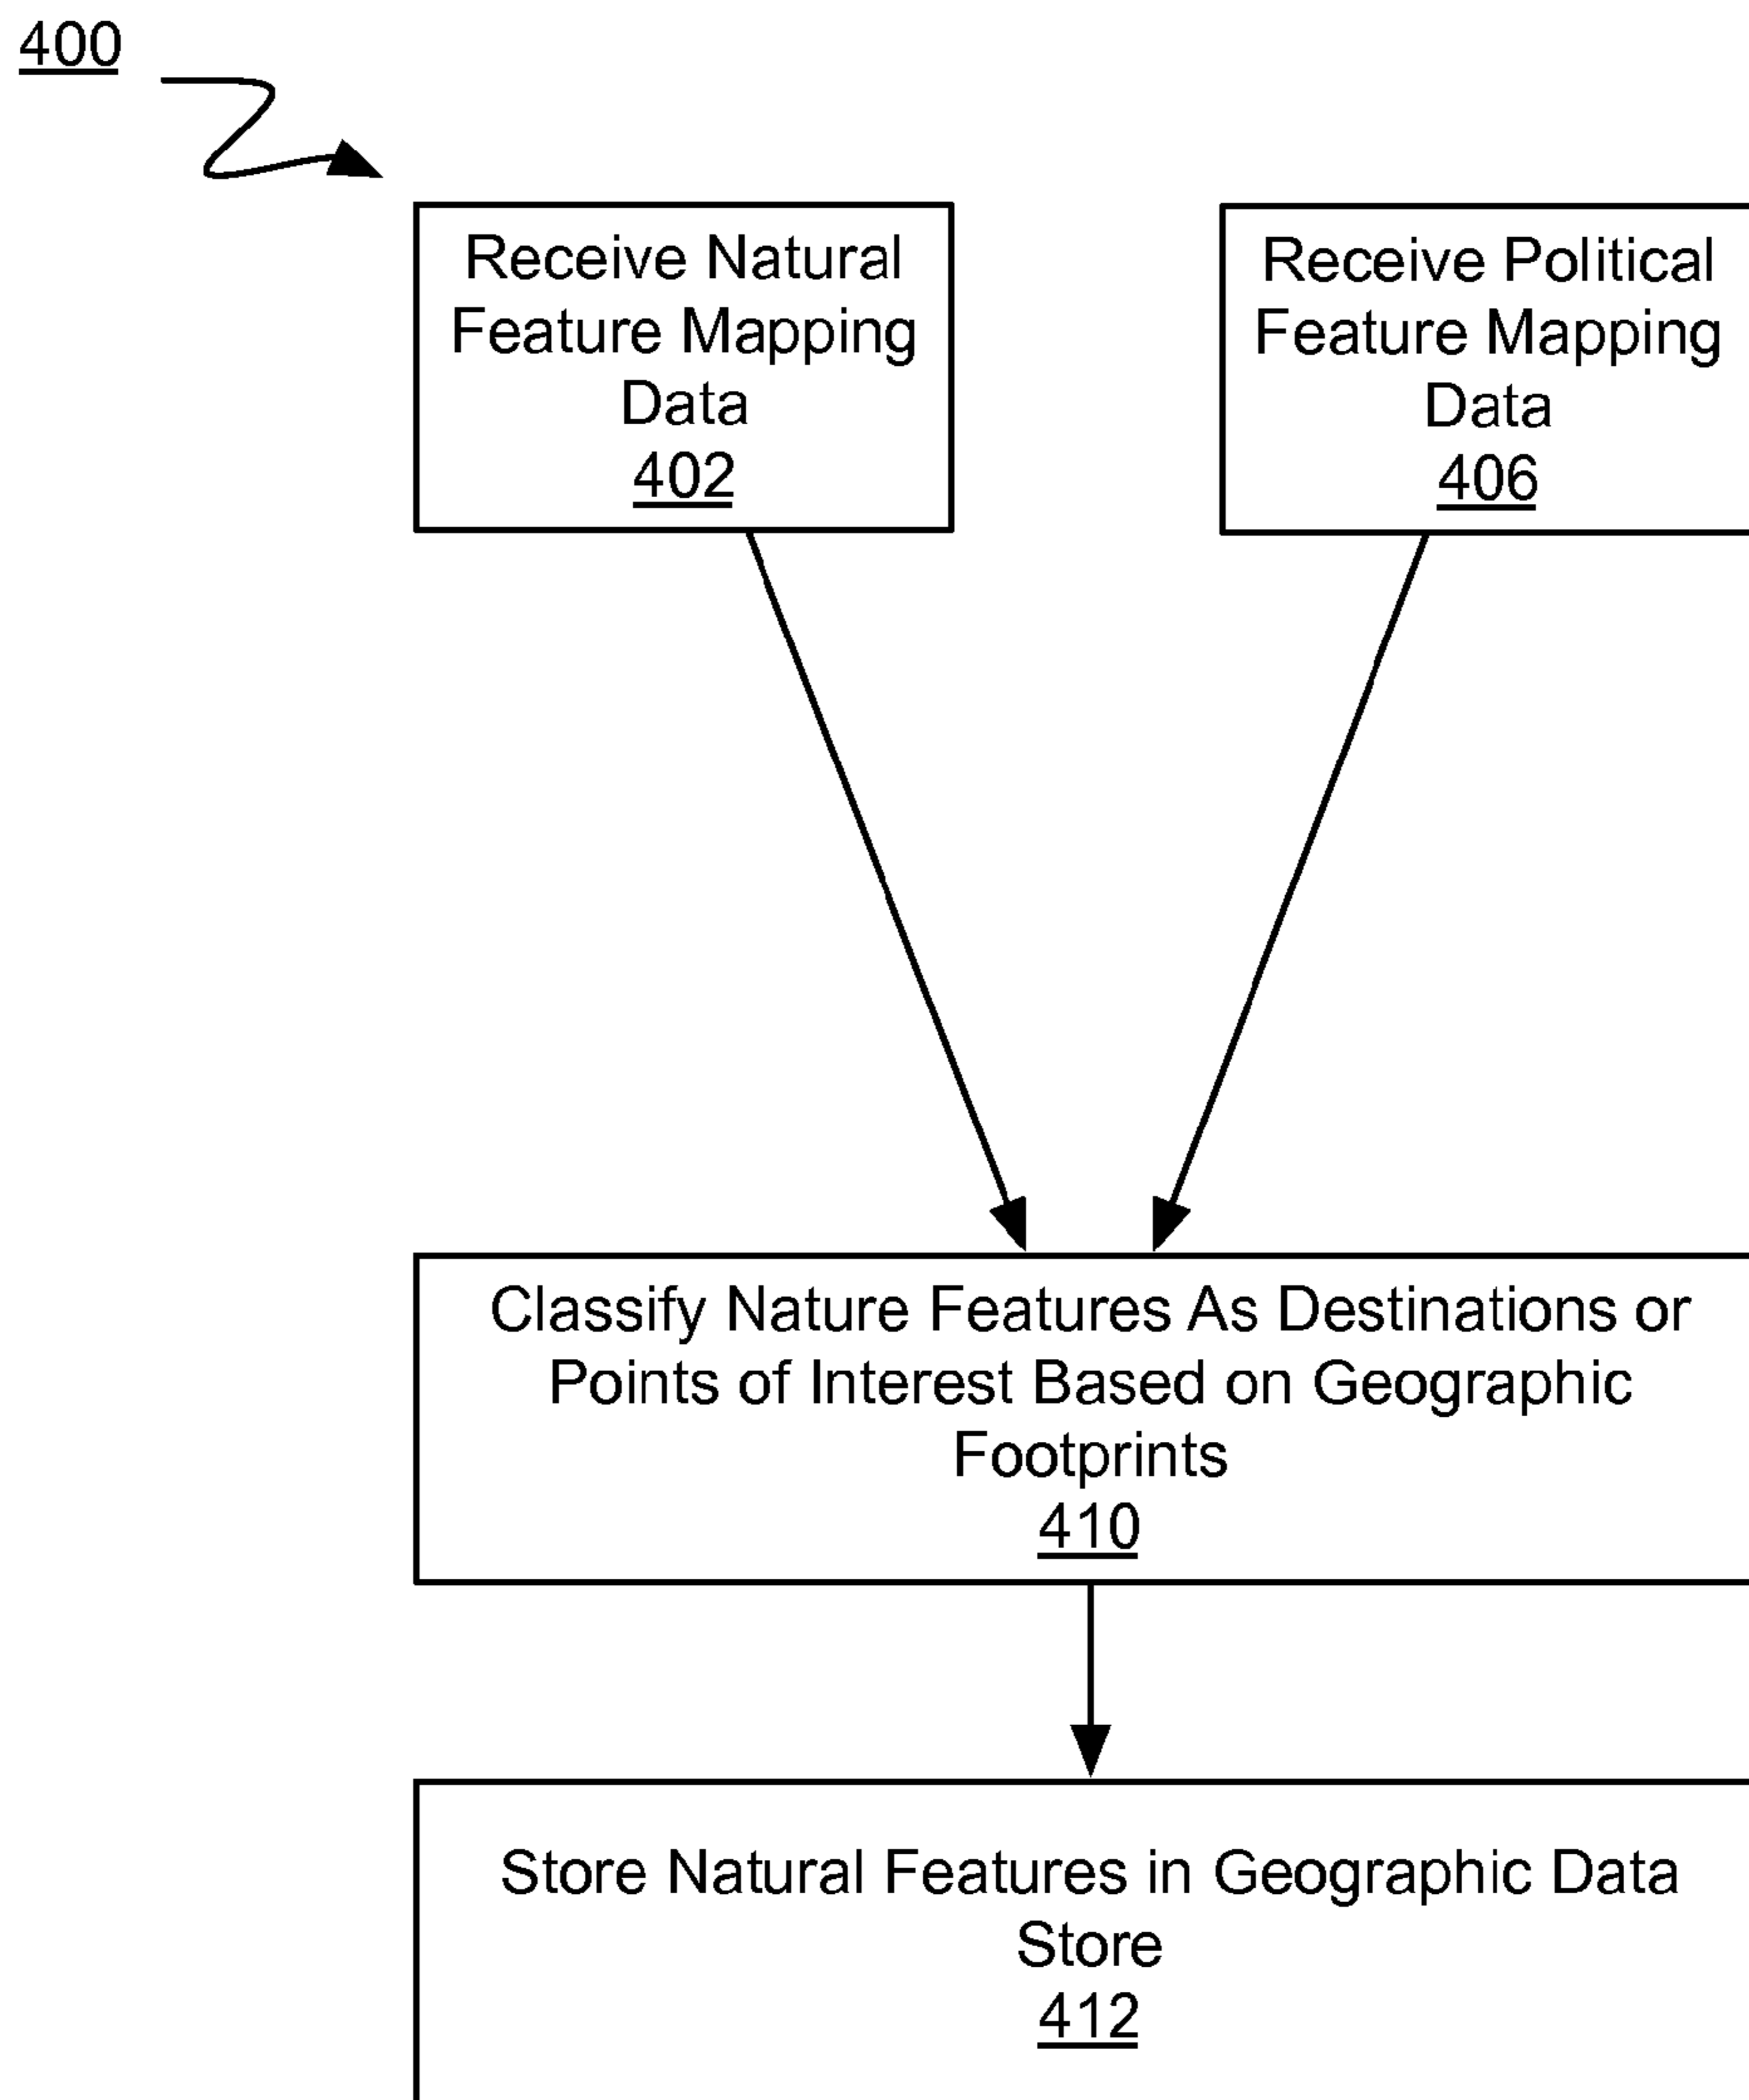 400
Receive Natural
Feature Mapping
Data
402
Receive Political
Feature Mapping
Data
406
Classify Nature Features As Destinations or
Points of Interest Based on Geographic
Footprints
410
Store Natural Features in Geographic Data
Store
412